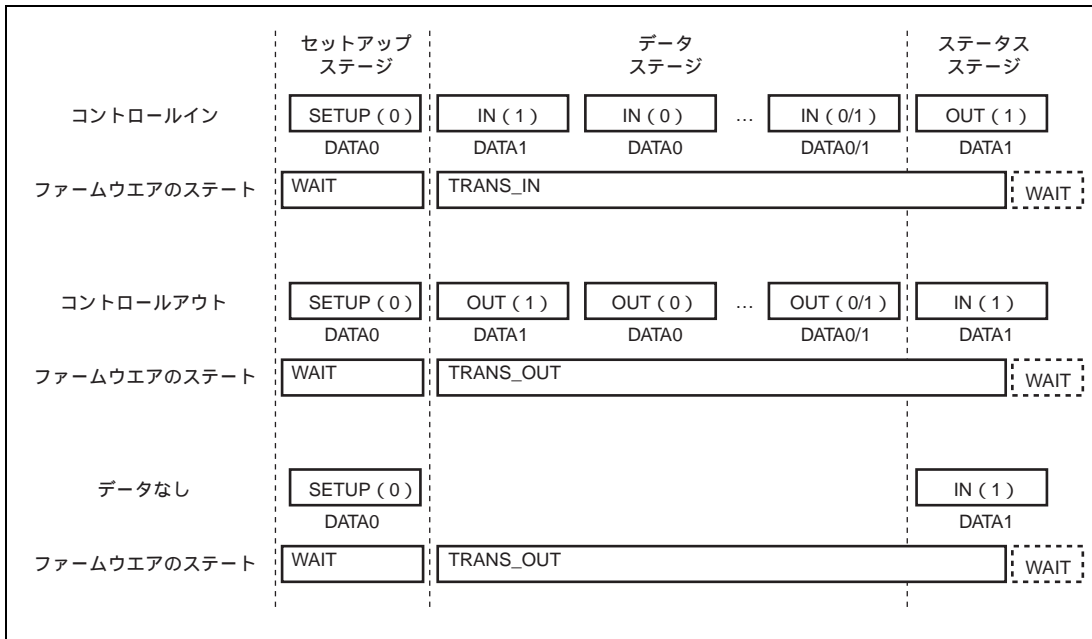 セットアップ
ステージ
データ
ステージ
ステータス
ステージ
コントロールイン
SETUP ( 0 )
IN ( 1 )
IN ( 0 )
…
IN ( 0/1 )
OUT ( 1 )
DATA0
DATA1
DATA0
DATA0/1
DATA1
ファームウエアのステート
WAIT
TRANS_IN
WAIT
コントロールアウト
SETUP ( 0 )
OUT ( 1 )
OUT ( 0 )
…
OUT ( 0/1 )
IN ( 1 )
DATA0
DATA1
DATA0
DATA0/1
DATA1
ファームウエアのステート
WAIT
TRANS_OUT
WAIT
データなし
SETUP ( 0 )
IN ( 1 )
DATA0
DATA1
ファームウエアのステート
WAIT
TRANS_OUT
WAIT